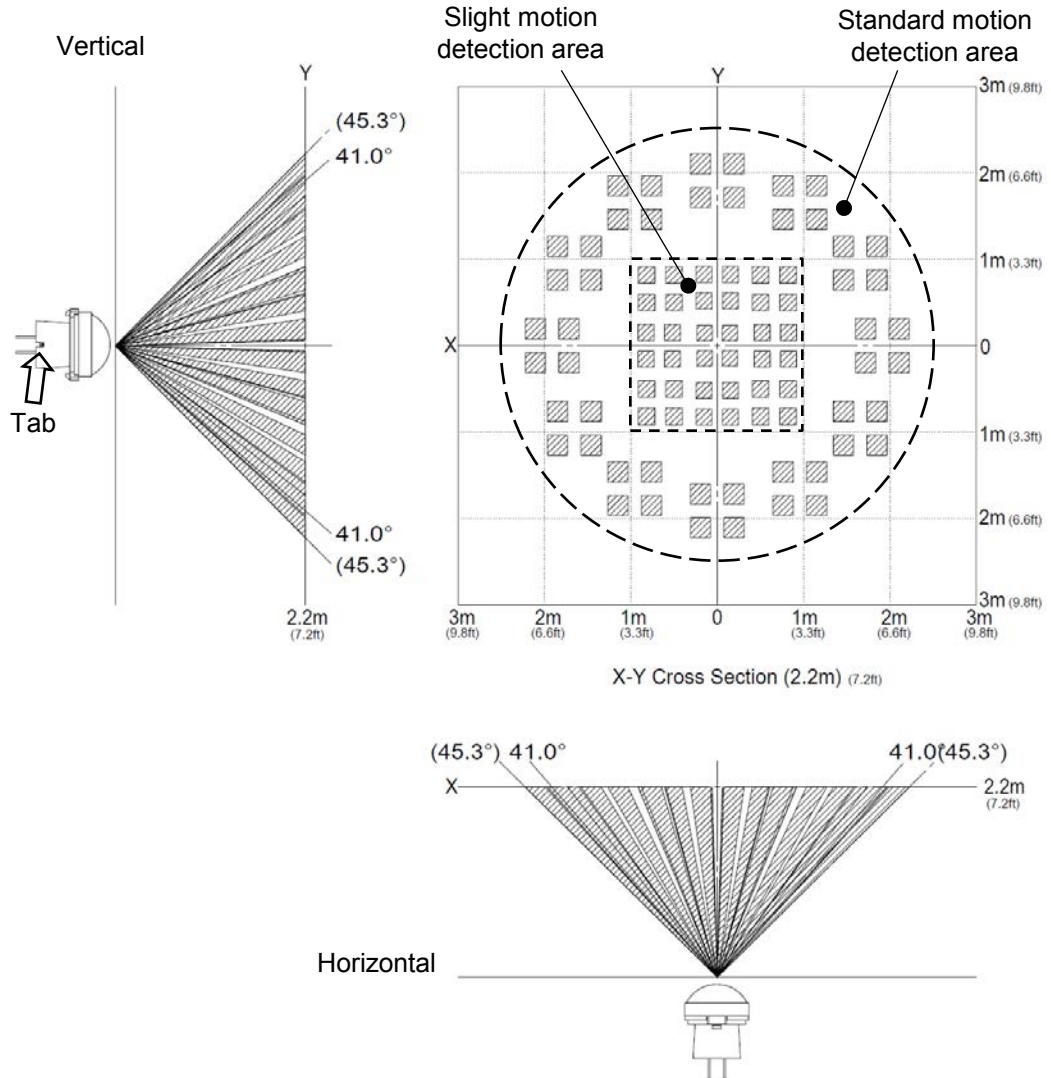 Vertical
Y
(45.3°)
41.0°
Tab
41.0°
(45.3°)
2.2m
(7.2ft)
Slight motion
detection area
Standard motion
detection area
Y
3m (9.8ft)
2m (6.6ft)
1m (3.3ft)
X
0
1m (3.3ft)
2m (6.6ft)
3m (9.8ft)
3m 2m 1m 0 1m 2m 3m
(9.8ft) (6.6ft) (3.3ft) (3.3ft) (6.6ft) (9.8ft)
X-Y Cross Section (2.2m) (7.2ft)
(45.3°) 41.0° 41.0° (45.3°)
X 2.2m
(7.2ft)
Horizontal